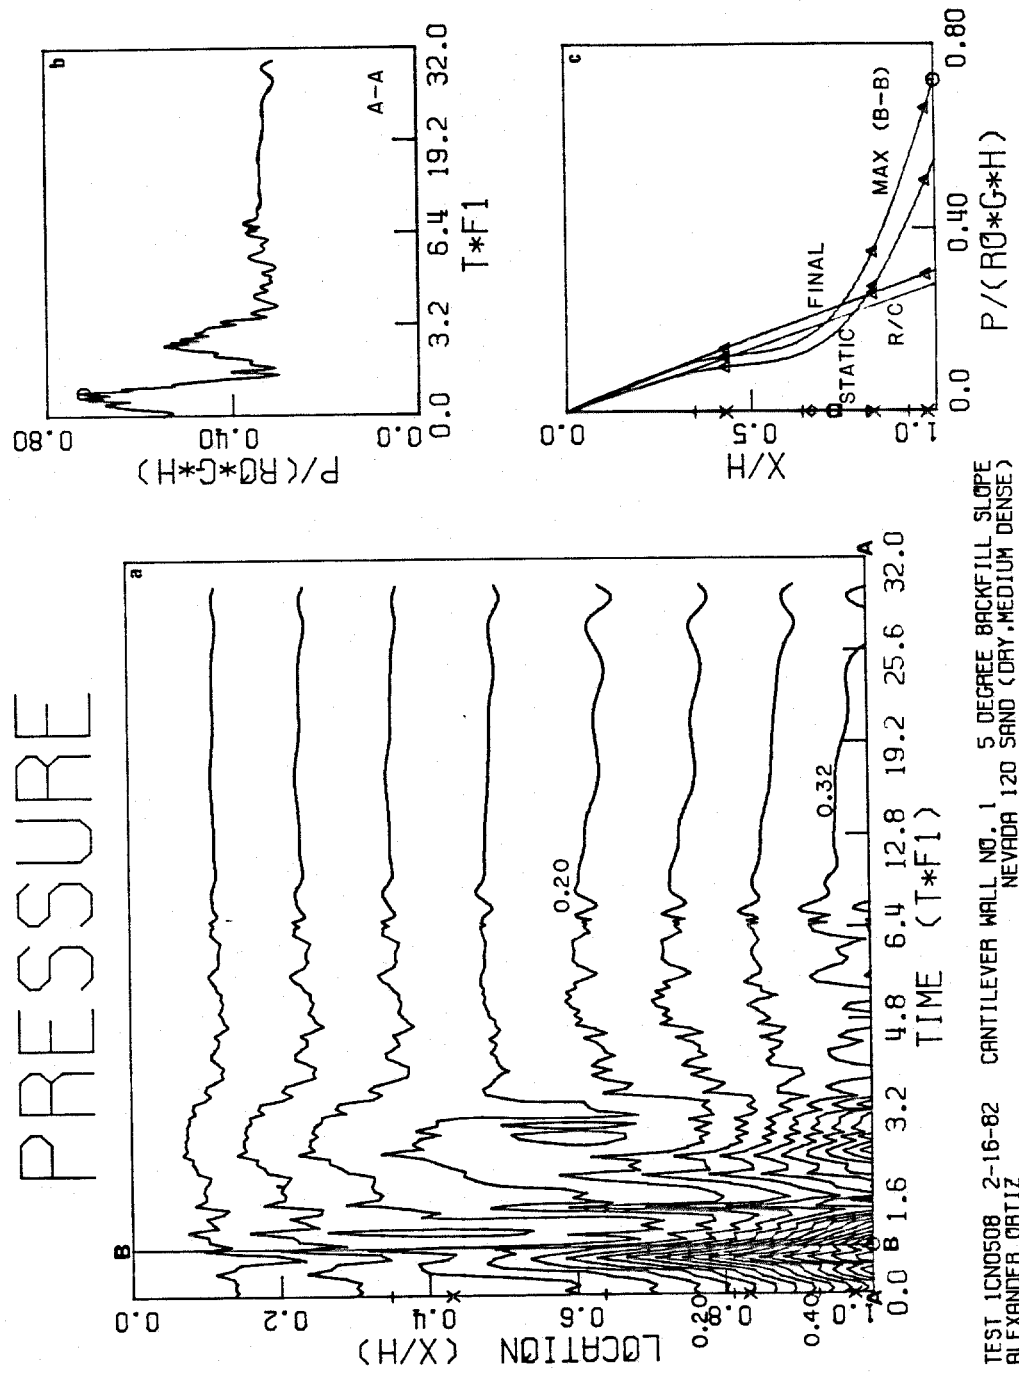 PRESSURE
a
B
0.0
0.2
0.4
0.6
0.20
0.8
0.40
LOCATION (X/H)
0.20
0.32
A
B
A
0.0
1.6
3.2
4.8
6.4
12.8
19.2
25.6
32.0
TIME (T*F1)
b
0.80
0.40
0.0
P/(RO*G*H)
A-A
0.0
3.2
6.4
19.2
32.0
T*F1
c
0.0
0.5
1.0
X/H
STATIC
FINAL
R/C
MAX (B-B)
0.0
0.40
0.80
P/(RO*G*H)
TEST 1CN0508 2-16-82 CANTILEVER WALL NO. 1 5 DEGREE BACKFILL SLOPE
ALEXANDER ORTIZ NEVADA 120 SAND (DRY,MEDIUM DENSE)